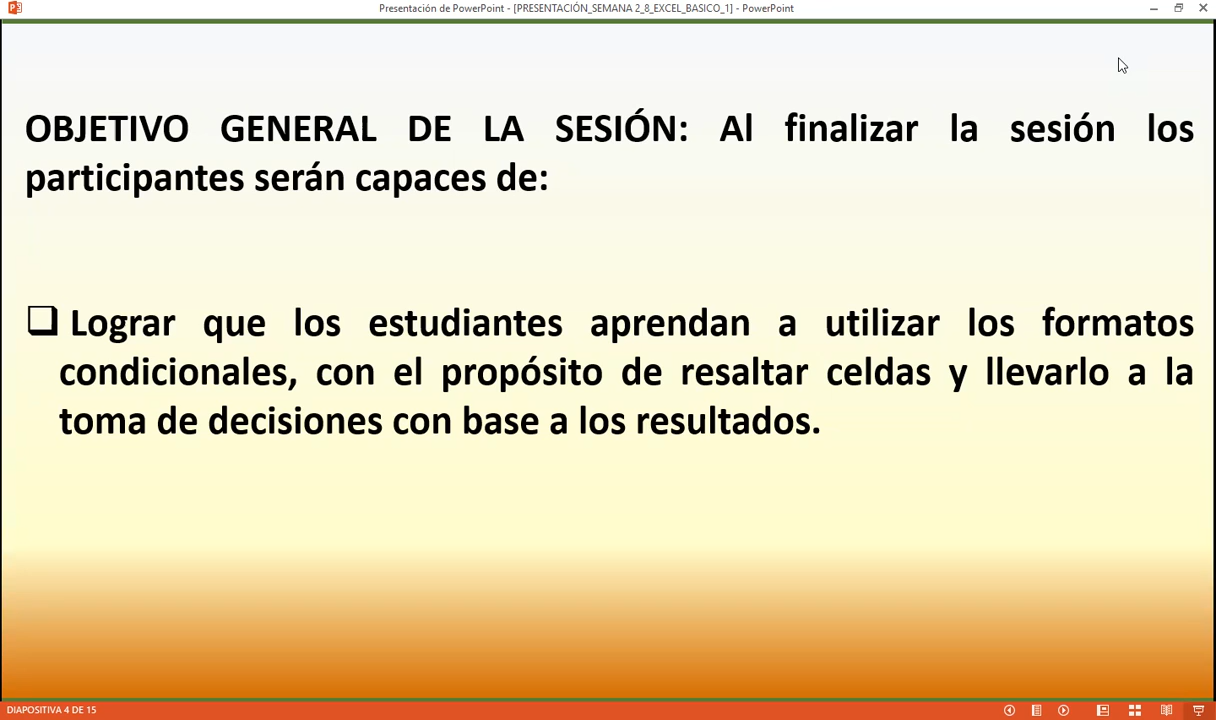 Presentación de PowerPoint - [PRESENTACIÓN_SEMANA 2_8_EXCEL_BASICO_1] - PowerPoint
OBJETIVO GENERAL DE LA SESIÓN: Al finalizar la sesión los
participantes serán capaces de:
Lograr que los estudiantes aprendan a utilizar los formatos
condicionales, con el propósito de resaltar celdas y llevarlo a la
toma de decisiones con base a los resultados.
DIAPOSITIVA 4 DE 15